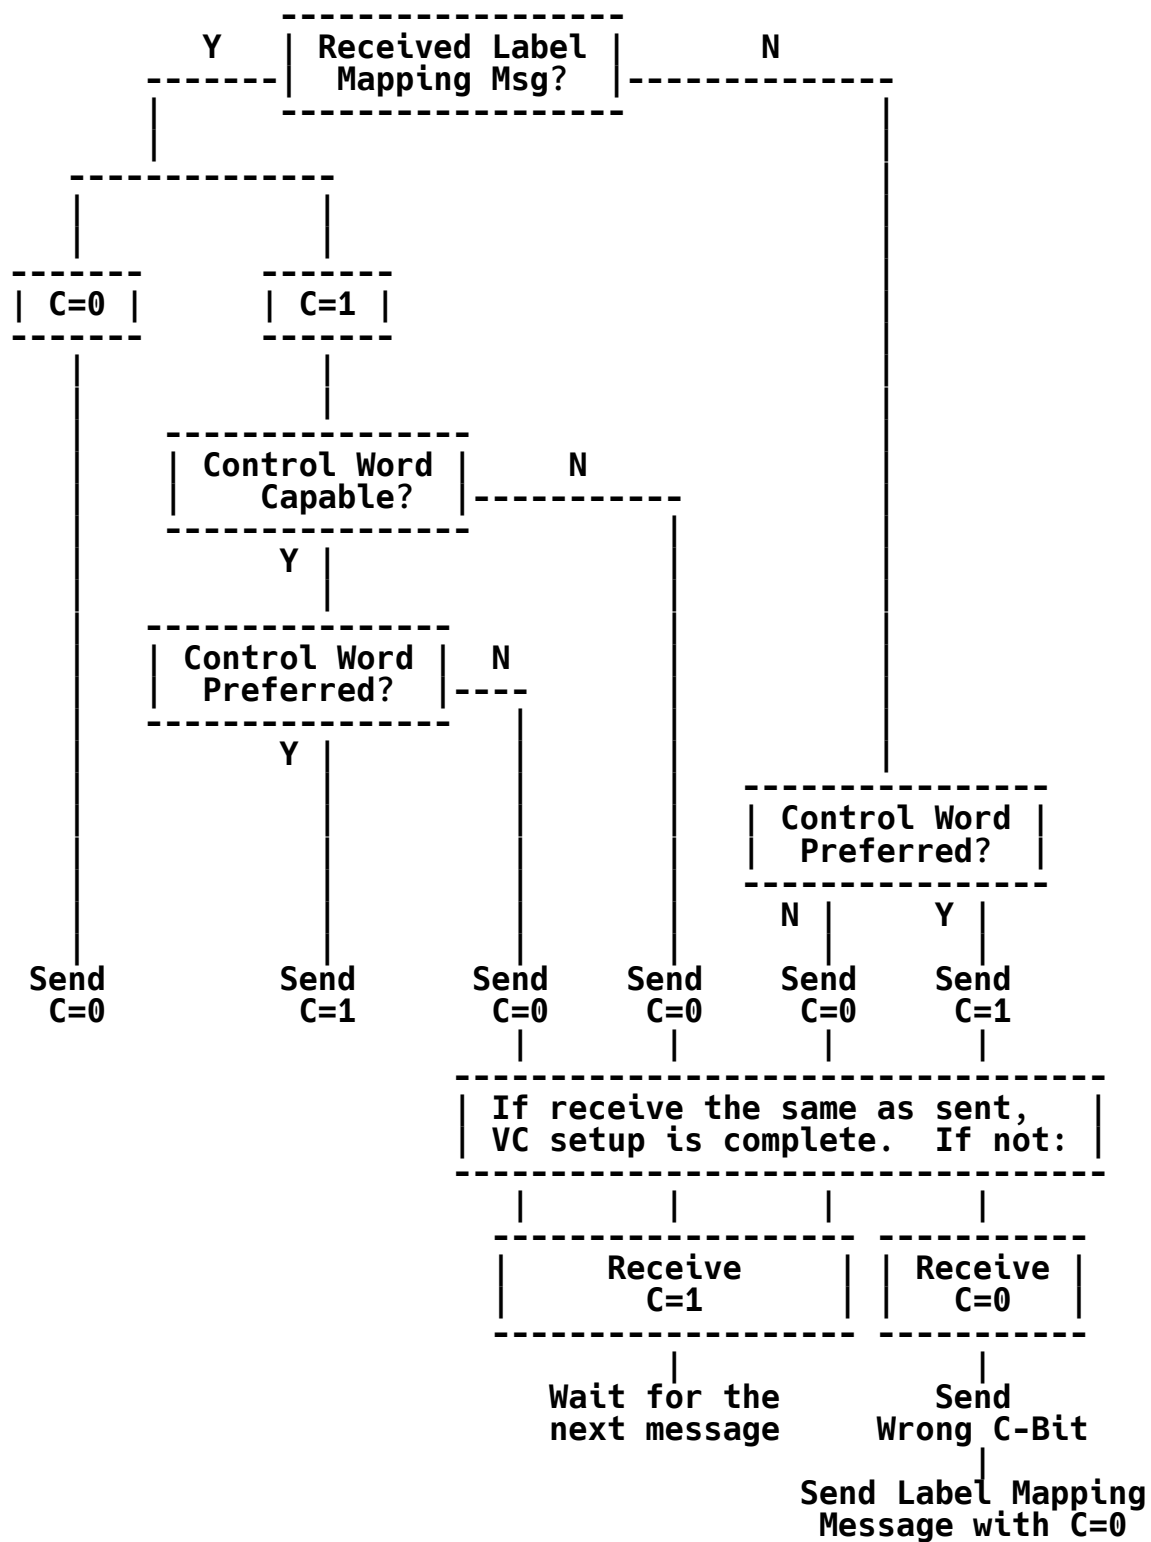 Y Received Label N
Mapping Msg?
C=0 C=1
Control Word N
Capable?
Y
Control Word N
Preferred?
Y
Control Word
Preferred?
N Y
Send Send Send Send Send Send
C=0 C=1 C=0 C=0 C=0 C=1
If receive the same as sent,
VC setup is complete. If not:
Receive Receive
C=1 C=0
Wait for the Send
next message Wrong C-Bit
Send Label Mapping
Message with C=0